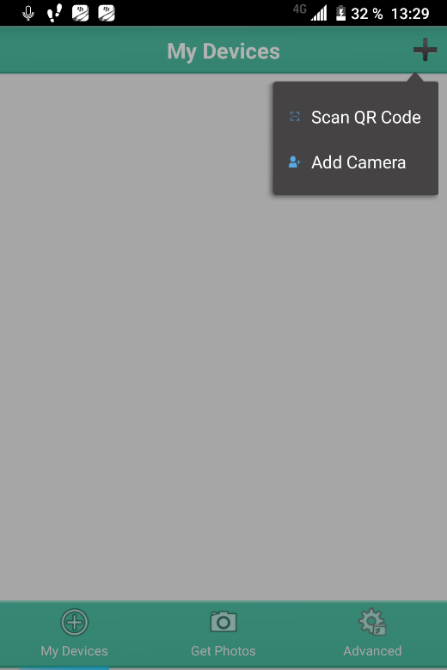 4G 32 % 13:29
My Devices
Scan QR Code
Add Camera
My Devices Get Photos Advanced